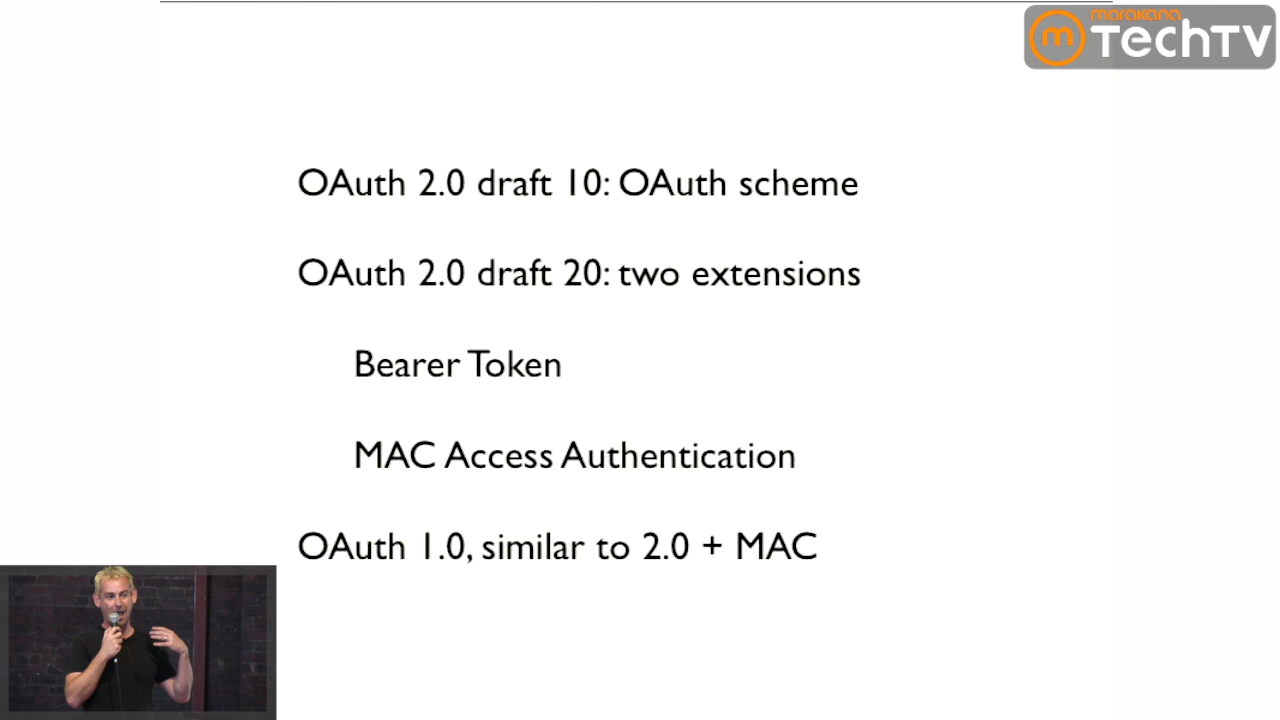 marakana
TechTV
OAuth 2.0 draft 10: OAuth scheme
OAuth 2.0 draft 20: two extensions
Bearer Token
MAC Access Authentication
OAuth 1.0, similar to 2.0 + MAC